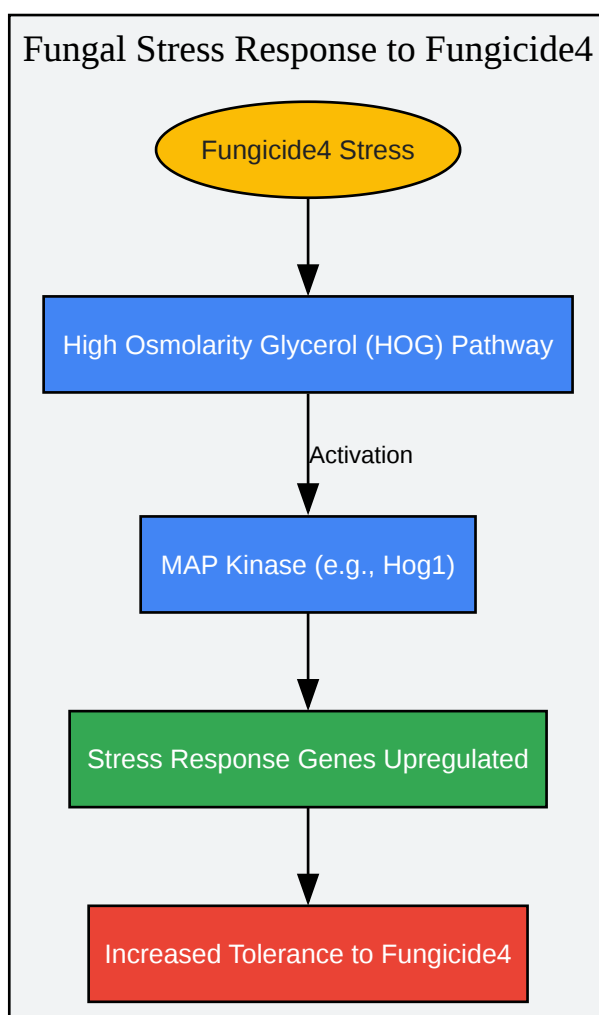 Fungal Stress Response to Fungicide4
Fungicide4 Stress
High Osmolarity Glycerol (HOG) Pathway
Activation
MAP Kinase (e.g., Hog1)
Stress Response Genes Upregulated
Increased Tolerance to Fungicide4